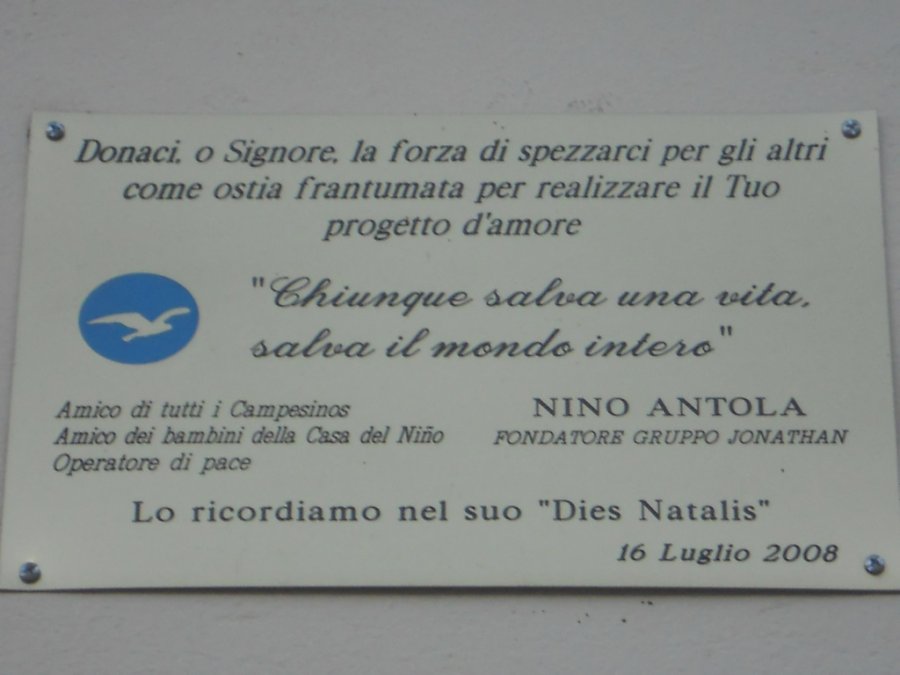 Donaci, o Signore, la forza di spezzarci per gli altri
come ostia frantumata per realizzare il Tuo
progetto d'amore
"Chiunque salva una vita,
salva il mondo intero"
Amico di tutti i Campesinos
Amico dei bambini della Casa del Niño
Operatore di pace
NINO ANTOLA
FONDATORE GRUPPO JONATHAN
Lo ricordiamo nel suo "Dies Natalis"
16 Luglio 2008